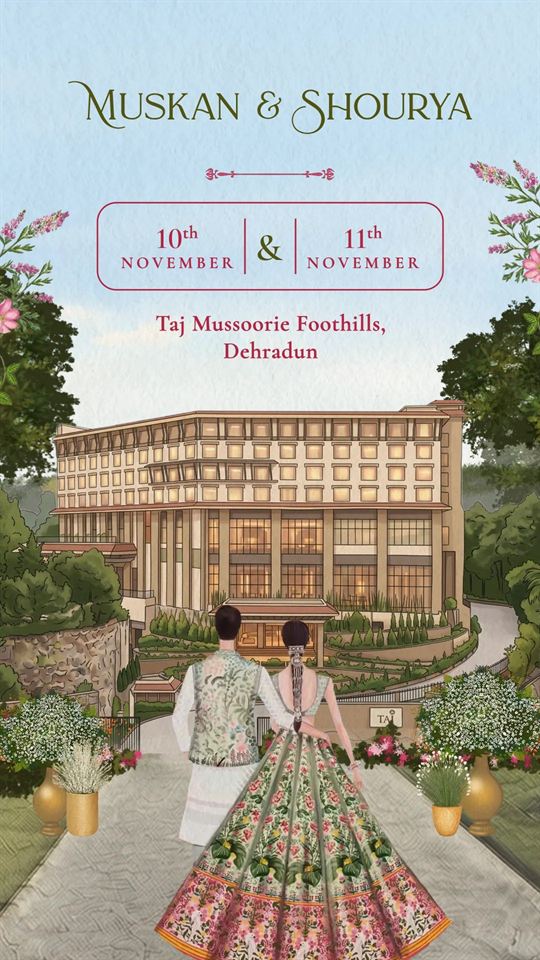 Muskan & Shourya
10th & 11th
NOVEMBER NOVEMBER
Taj Mussoorie Foothills,
Dehradun
TAJ